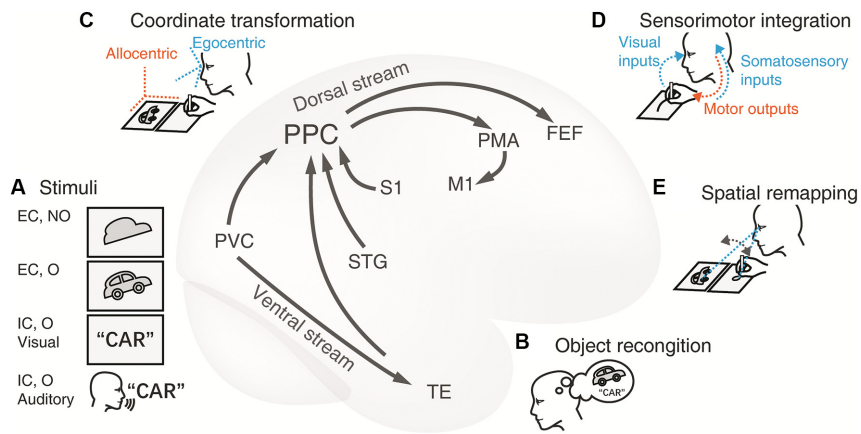 C Coordinate transformation
Allocentric
Egocentric
D Sensorimotor integration
Visual
inputs
Somatosensory
inputs
Motor outputs
Dorsal stream
PPC
PMA
FEF
S1
M1
PVC
STG
Ventral stream
TE
A Stimuli
EC, NO
EC, O
IC, O
Visual
“CAR”
IC, O
Auditory
“CAR”
E Spatial remapping
B Object recongition
“CAR”